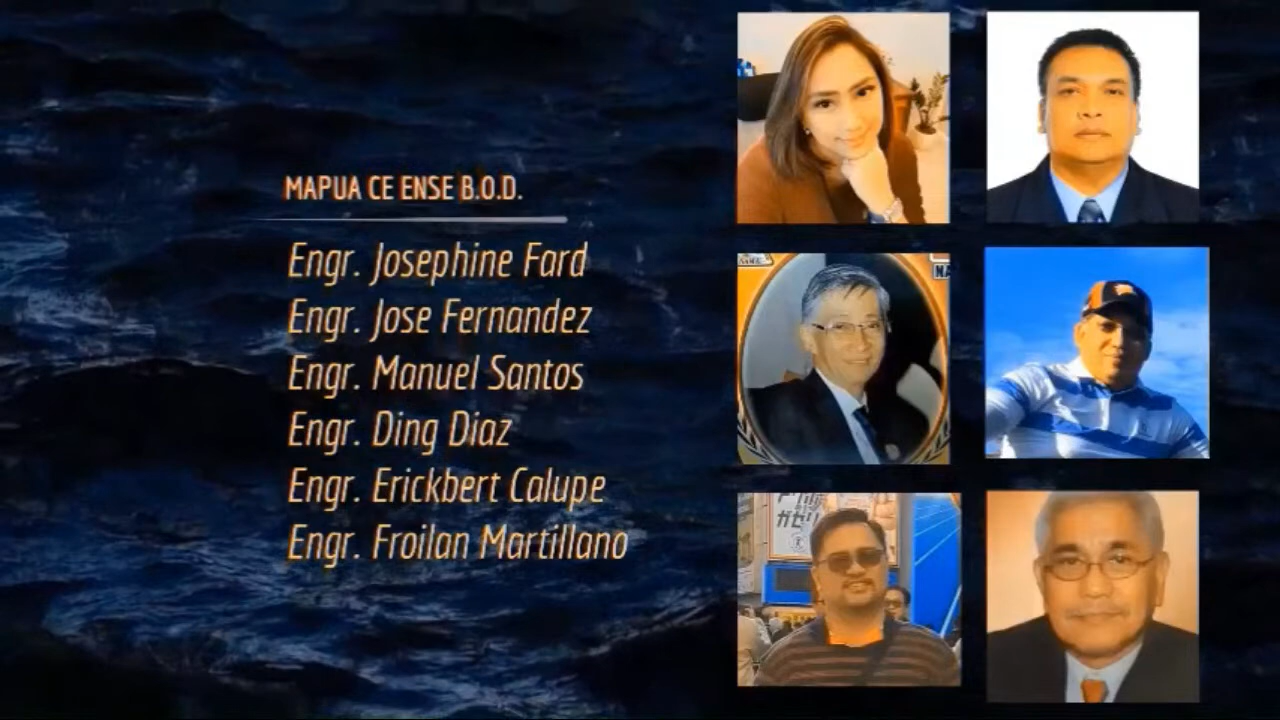 MAPUA CE ENSE B.O.D.
Engr. Josephine Fard
Engr. Jose Fernandez
Engr. Manuel Santos
Engr. Ding Diaz
Engr. Erickbert Calupe
Engr. Froilan Martillano